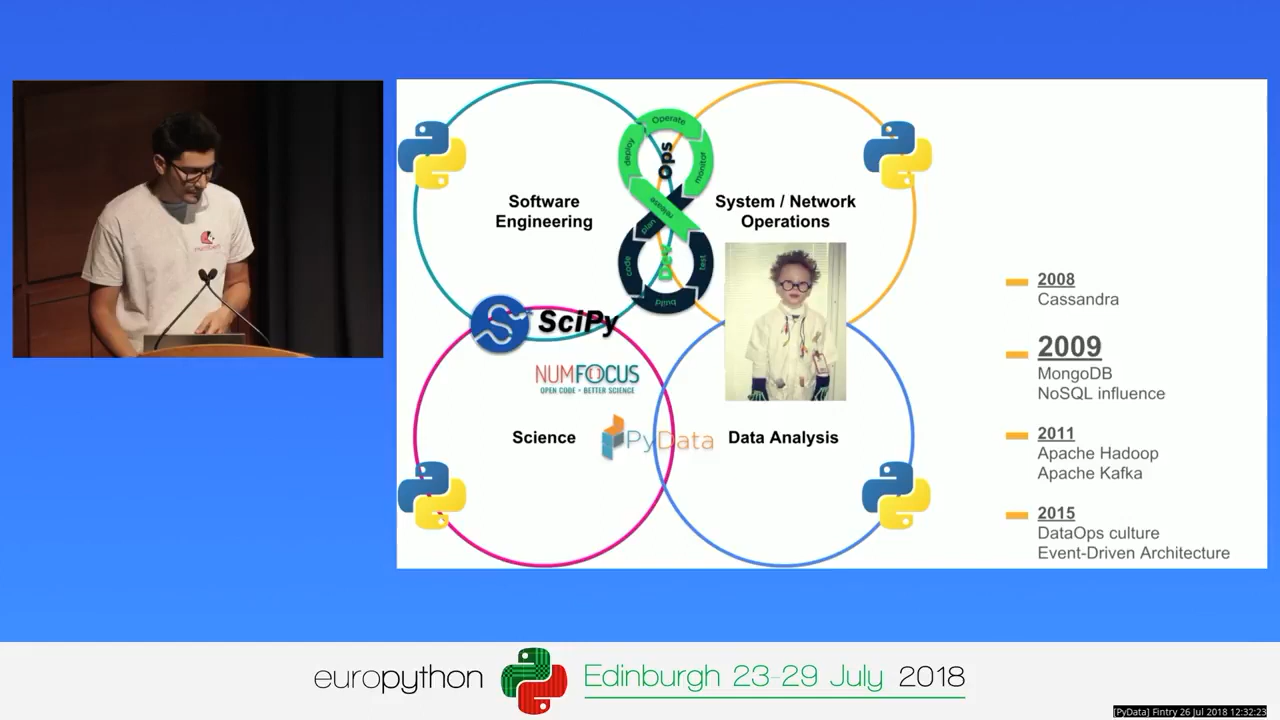 Operate
deploy
Ops
monitor
release
plan
Dev
code
test
build
Software
Engineering
System / Network
Operations
SciPy
NUMFOCUS
OPEN CODE • BETTER SCIENCE
Science
PyData
Data Analysis
2008
Cassandra
2009
MongoDB
NoSQL influence
2011
Apache Hadoop
Apache Kafka
2015
DataOps culture
Event-Driven Architecture
europython
Edinburgh 23-29 July 2018
[PyData] Fintry 26 Jul 2018 12:32:23